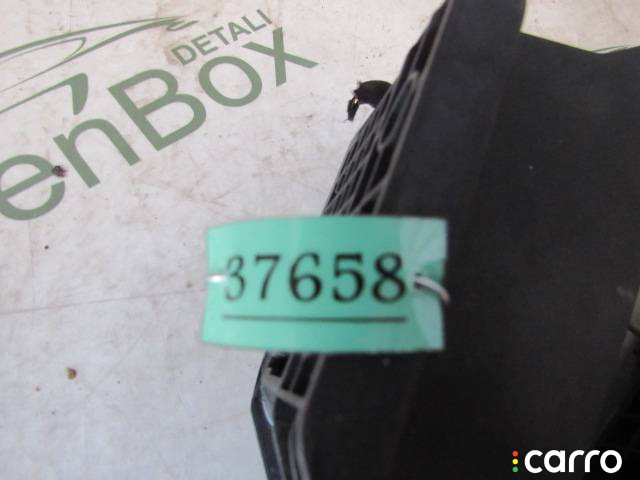 DETALI
enBox
37658
carro